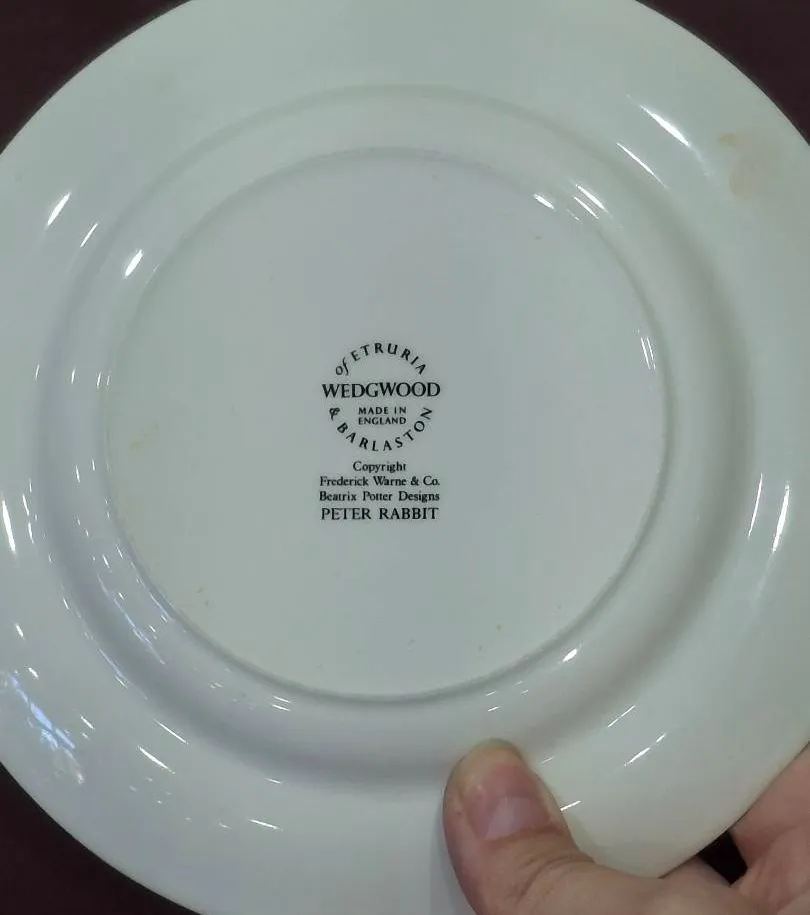 of ETRURIA
WEDGWOOD
MADE IN
ENGLAND
& BARLASTON
Copyright
Frederick Warne & Co.
Beatrix Potter Designs
PETER RABBIT